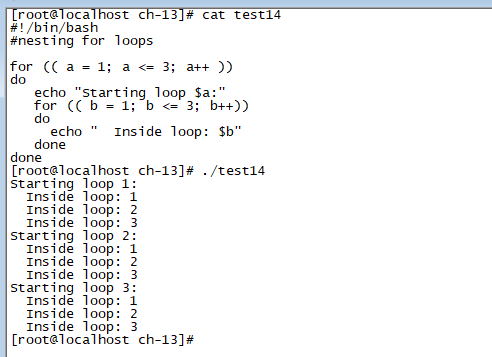 [root@localhost ch-13]# cat test14
#!/bin/bash
#nesting for loops

for (( a = 1; a <= 3; a++ ))
do
   echo "Starting loop $a:"
   for (( b = 1; b <= 3; b++))
   do
     echo "  Inside loop: $b"
   done
done
[root@localhost ch-13]# ./test14
Starting loop 1:
  Inside loop: 1
  Inside loop: 2
  Inside loop: 3
Starting loop 2:
  Inside loop: 1
  Inside loop: 2
  Inside loop: 3
Starting loop 3:
  Inside loop: 1
  Inside loop: 2
  Inside loop: 3
[root@localhost ch-13]#